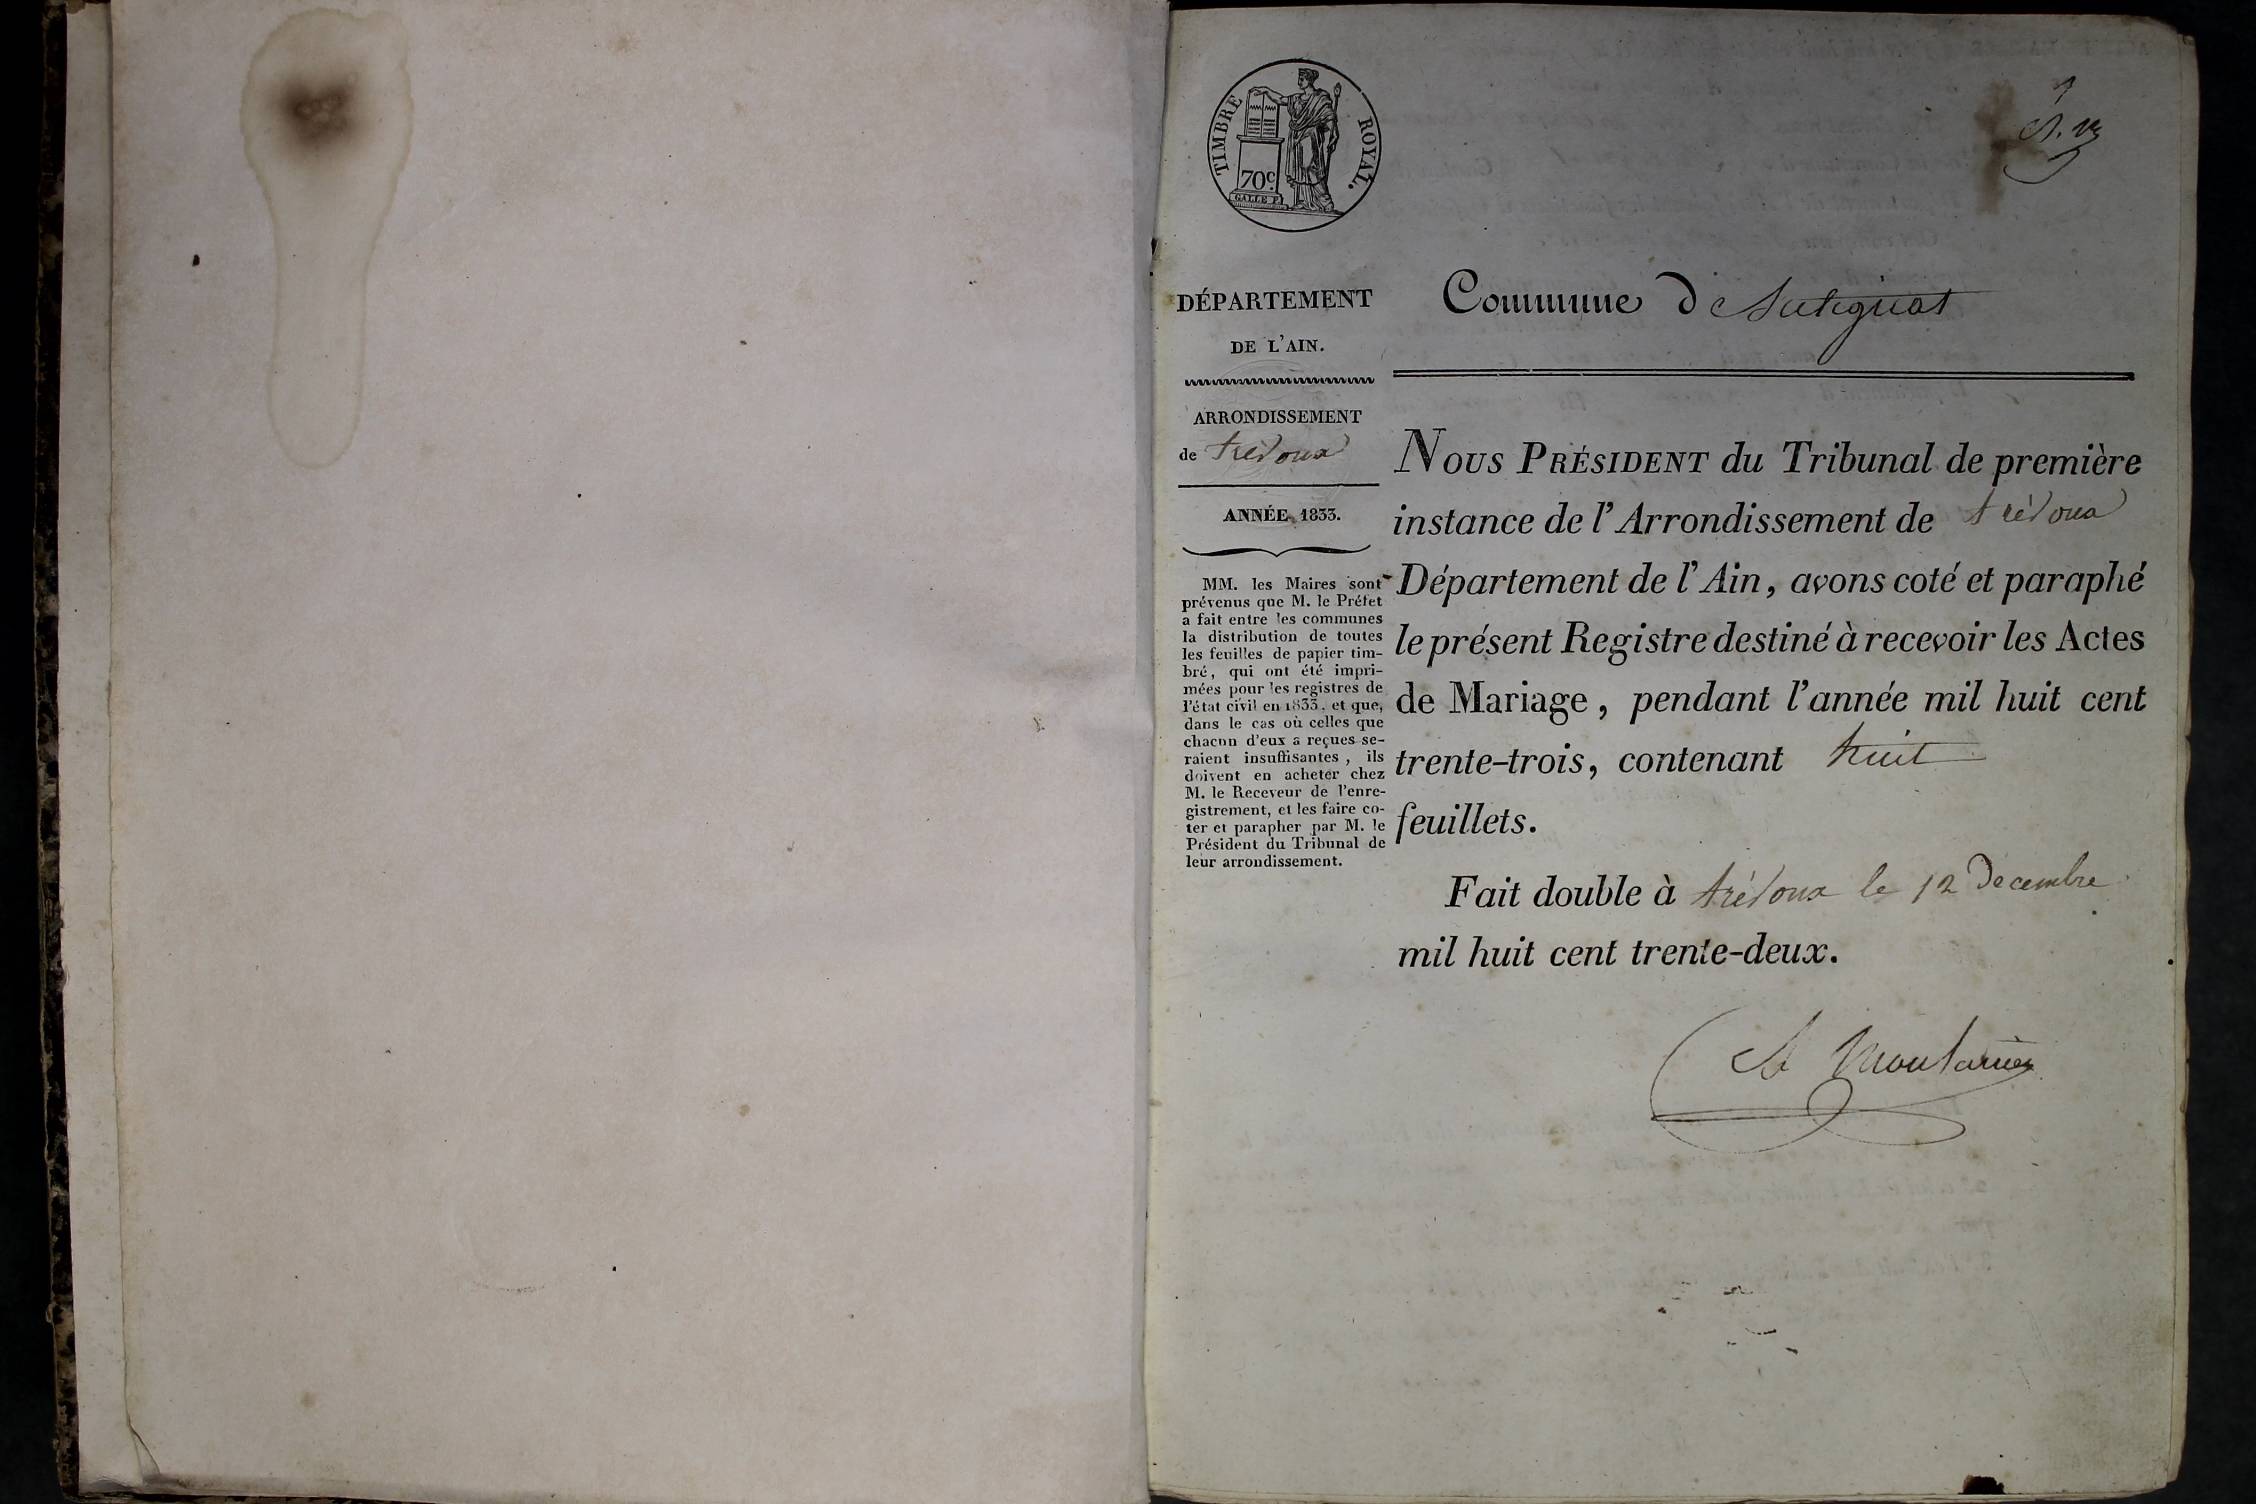 1
TIMBRE ROYAL.
70c.
GALLE F.
DÉPARTEMENT
DE L'AIN.
ARRONDISSEMENT
de trévoux
ANNÉE 1833.
MM. les Maires sont
prévenus que M. le Préfet
a fait entre les communes
la distribution de toutes
les feuilles de papier tim-
bré, qui ont été impri-
mées pour les registres de
l'état civil en 1833, et que,
dans le cas où celles que
chacun d'eux a reçues se-
raient insuffisantes, ils
doivent en acheter chez
M. le Receveur de l'enre-
gistrement, et les faire co-
ter et parapher par M. le
Président du Tribunal de
leur arrondissement.
Commune d
NOUS PRÉSIDENT du Tribunal de première
instance de l'Arrondissement de trévoux
Département de l'Ain, avons coté et paraphé
le présent Registre destiné à recevoir les Actes
de Mariage, pendant l'année mil huit cent
trente-trois, contenant huit
feuillets.
Fait double à trévoux le 12 Decembre
mil huit cent trente-deux.